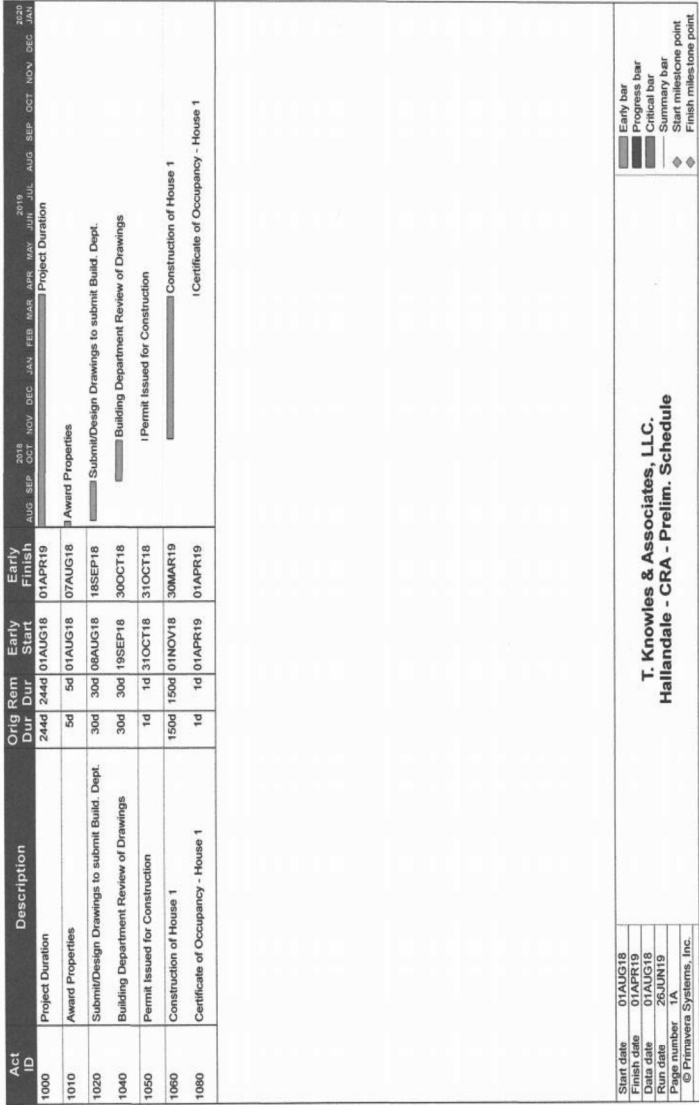 Act ID Description Orig Dur Rem Dur Early Start Early Finish
2018 2019 2020
AUG SEP OCT NOV DEC JAN FEB MAR APR MAY JUN JUL AUG SEP OCT NOV DEC JAN
1000 Project Duration 244d 244d 01AUG18 01APR19 Project Duration
1010 Award Properties 5d 5d 01AUG18 07AUG18 Award Properties
1020 Submit/Design Drawings to submit Build. Dept. 30d 30d 08AUG18 18SEP18 Submit/Design Drawings to submit Build. Dept.
1040 Building Department Review of Drawings 30d 30d 19SEP18 30OCT18 Building Department Review of Drawings
1050 Permit Issued for Construction 1d 1d 31OCT18 31OCT18 Permit Issued for Construction
1060 Construction of House 1 150d 150d 01NOV18 30MAR19 Construction of House 1
1080 Certificate of Occupancy - House 1 1d 1d 01APR19 01APR19 Certificate of Occupancy - House 1
Start date 01AUG18
Finish date 01APR19
Data date 01AUG18
Run date 26JUN19
Page number 1A
© Primavera Systems, Inc.
T. Knowles & Associates, LLC.
Hallandale - CRA - Prelim. Schedule
Early bar
Progress bar
Critical bar
Summary bar
Start milestone point
Finish milestone point